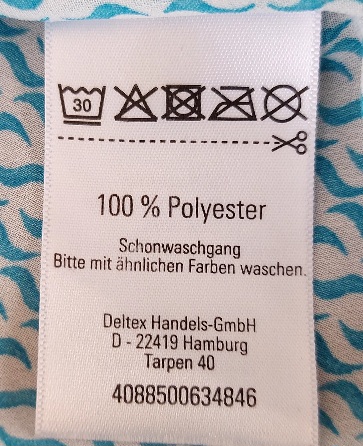 30
100 % Polyester
Schonwaschgang
Bitte mit ähnlichen Farben waschen.
Deltex Handels-GmbH
D - 22419 Hamburg
Tarpen 40
4088500634846